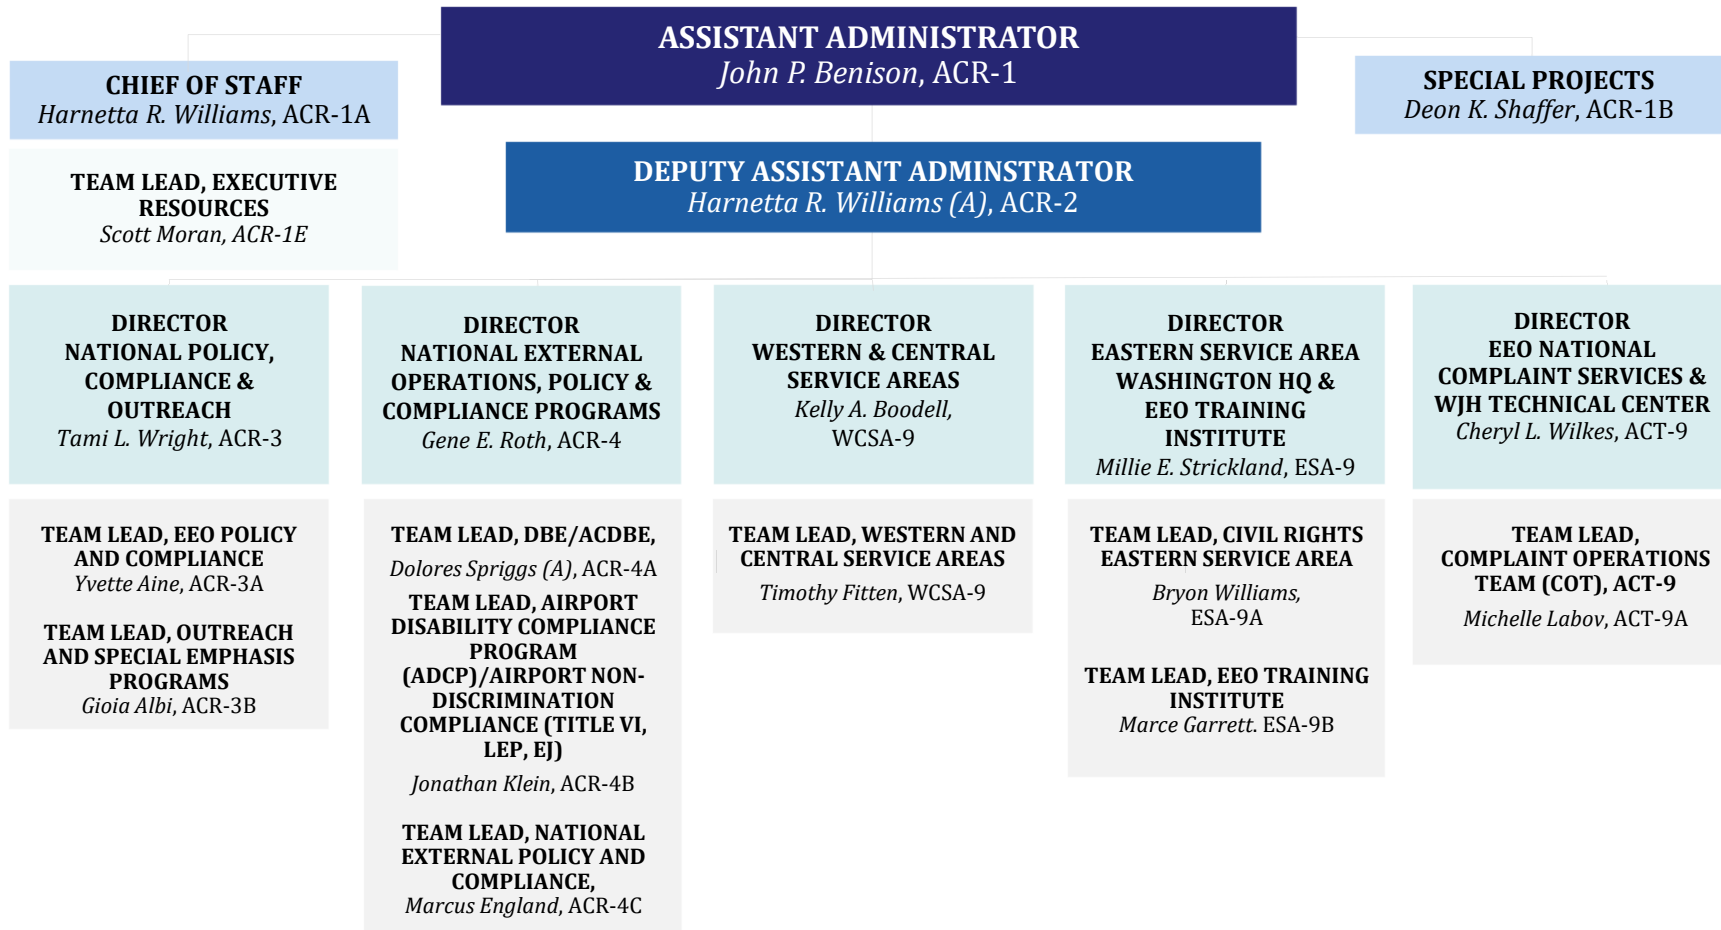 ASSISTANT ADMINISTRATOR
John P. Benison, ACR-1
CHIEF OF STAFF
Harnetta R. Williams, ACR-1A
SPECIAL PROJECTS
Deon K. Shaffer, ACR-1B
TEAM LEAD, EXECUTIVE
RESOURCES
Scott Moran, ACR-1E
DEPUTY ASSISTANT ADMINSTRATOR
Harnetta R. Williams (A), ACR-2
DIRECTOR
NATIONAL POLICY,
COMPLIANCE &
OUTREACH
Tami L. Wright, ACR-3
DIRECTOR
NATIONAL EXTERNAL
OPERATIONS, POLICY &
COMPLIANCE PROGRAMS
Gene E. Roth, ACR-4
DIRECTOR
WESTERN & CENTRAL
SERVICE AREAS
Kelly A. Boodell,
WCSA-9
DIRECTOR
EASTERN SERVICE AREA
WASHINGTON HQ &
EEO TRAINING
INSTITUTE
Millie E. Strickland, ESA-9
DIRECTOR
EEO NATIONAL
COMPLAINT SERVICES &
WJH TECHNICAL CENTER
Cheryl L. Wilkes, ACT-9
TEAM LEAD, EEO POLICY
AND COMPLIANCE
Yvette Aine, ACR-3A
TEAM LEAD, OUTREACH
AND SPECIAL EMPHASIS
PROGRAMS
Gioia Albi, ACR-3B
TEAM LEAD, DBE/ACDBE,
Dolores Spriggs (A), ACR-4A
TEAM LEAD, AIRPORT
DISABILITY COMPLIANCE
PROGRAM
(ADCP)/AIRPORT NON-
DISCRIMINATION
COMPLIANCE (TITLE VI,
LEP, EJ)
Jonathan Klein, ACR-4B
TEAM LEAD, NATIONAL
EXTERNAL POLICY AND
COMPLIANCE,
Marcus England, ACR-4C
TEAM LEAD, WESTERN AND
CENTRAL SERVICE AREAS
Timothy Fitten, WCSA-9
TEAM LEAD, CIVIL RIGHTS
EASTERN SERVICE AREA
Bryon Williams,
ESA-9A
TEAM LEAD, EEO TRAINING
INSTITUTE
Marce Garrett. ESA-9B
TEAM LEAD,
COMPLAINT OPERATIONS
TEAM (COT), ACT-9
Michelle Labov, ACT-9A